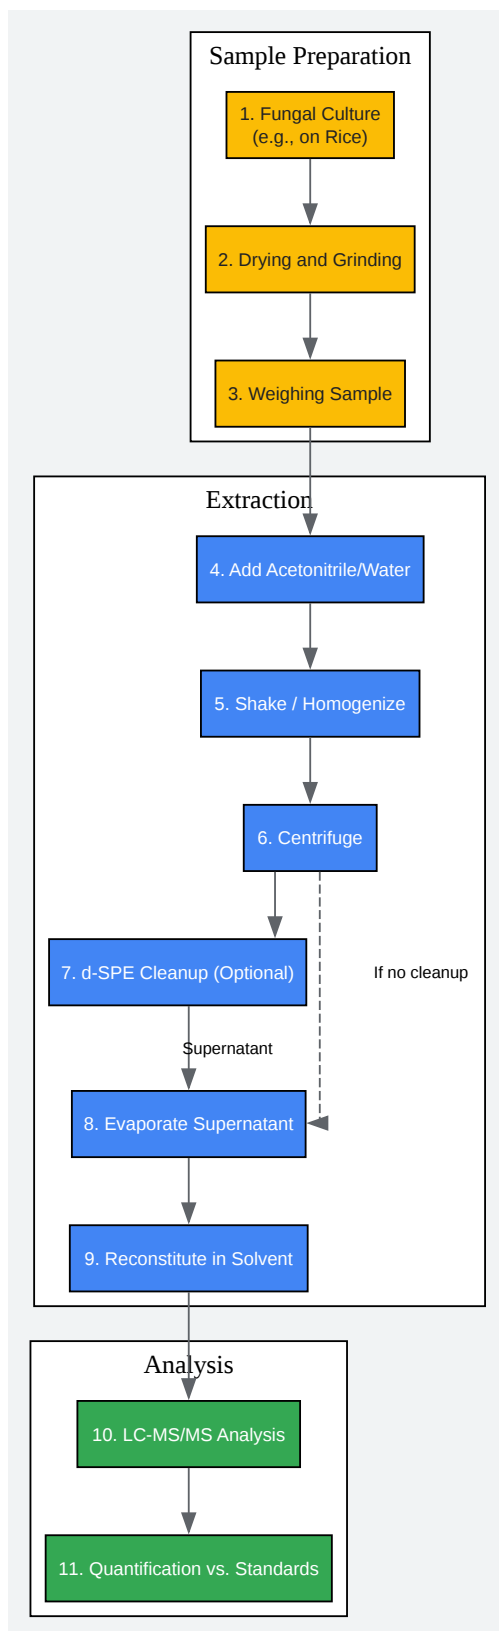 Sample Preparation
1. Fungal Culture
(e.g., on Rice)
2. Drying and Grinding
3. Weighing Sample
Extraction
4. Add Acetonitrile/Water
5. Shake / Homogenize
6. Centrifuge
7. d-SPE Cleanup (Optional)
If no cleanup
Supernatant
8. Evaporate Supernatant
9. Reconstitute in Solvent
Analysis
10. LC-MS/MS Analysis
11. Quantification vs. Standards